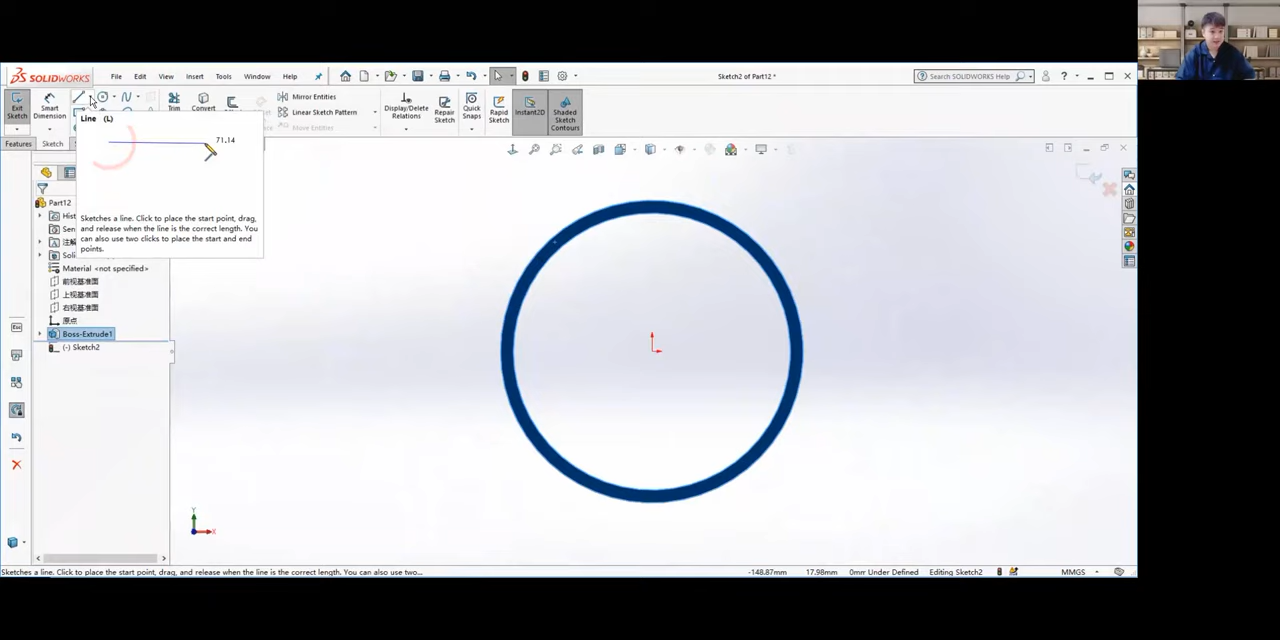 SOLIDWORKS
File Edit View Insert Tools Window Help
Sketch2 of Part12 *
Search SOLIDWORKS Help
Exit Sketch
Smart Dimension
Trim
Convert
Mirror Entities
Linear Sketch Pattern
Move Entities
Display/Delete Relations
Repair Sketch
Quick Snaps
Rapid Sketch
Instant2D
Shaded Sketch Contours
Features Sketch
Line (L)
71.14
Sketches a line. Click to place the start point, drag,
and release when the line is the correct length. You
can also use two clicks to place the start and end
points.
Part12
Hist
Sen
注解
Soli
Material <not specified>
前视基准面
上视基准面
右视基准面
原点
Boss-Extrude1
(-) Sketch2
Esc
Y
X
Sketches a line. Click to place the start point, drag, and release when the line is the correct length. You can also use two...
-148.87mm 17.98mm 0mm Under Defined Editing Sketch2 MMGS